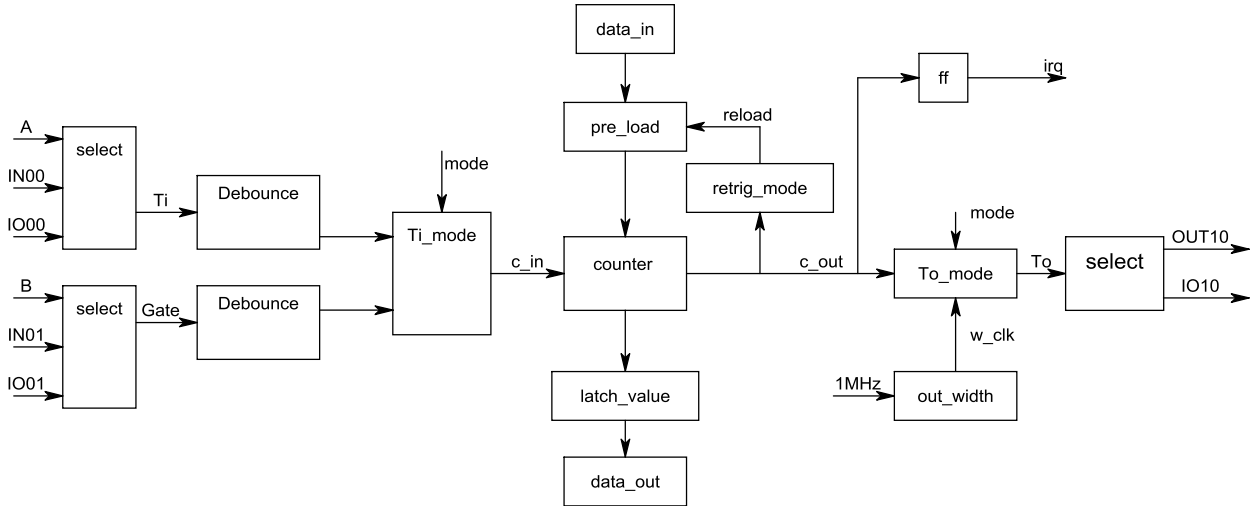 data_in
ff
irq
pre_load
reload
A
select
IN00
Ti
Debounce
IO00
mode
retrig_mode
Ti_mode
c_in
counter
c_out
mode
To_mode
To
select
OUT10
IO10
B
select
Gate
Debounce
IN01
IO01
w_clk
latch_value
1MHz
out_width
data_out